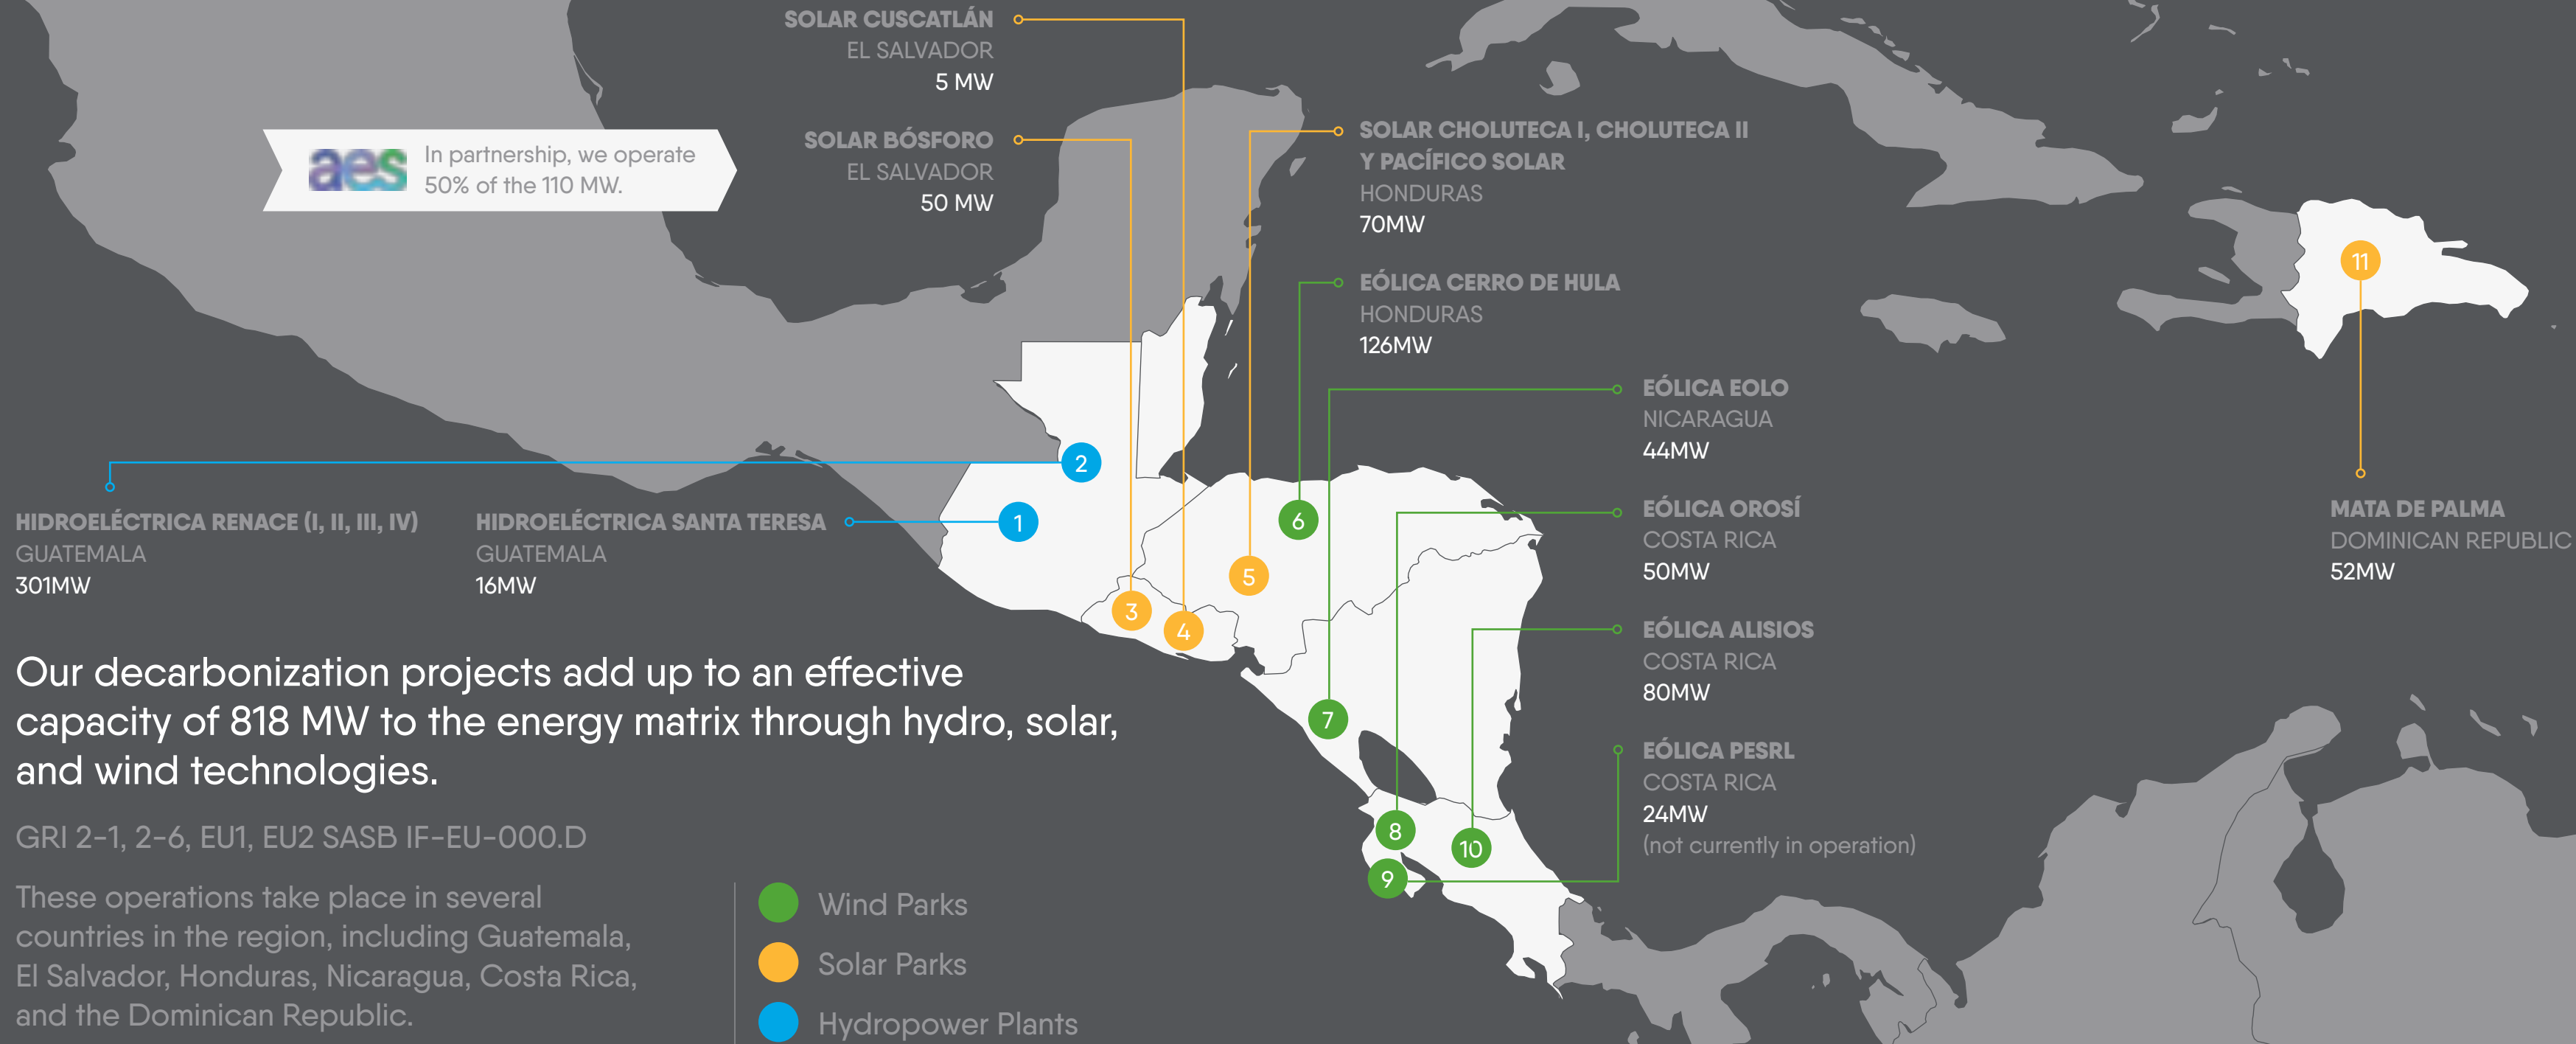 SOLAR CUSCATLÁN
EL SALVADOR
5 MW
aes
In partnership, we operate
50% of the 110 MW.
SOLAR BÓSFORO
EL SALVADOR
50 MW
SOLAR CHOLUTECA I, CHOLUTECA II
Y PACÍFICO SOLAR
HONDURAS
70MW
EÓLICA CERRO DE HULA
HONDURAS
126MW
EÓLICA EOLO
NICARAGUA
44MW
EÓLICA OROSÍ
COSTA RICA
50MW
EÓLICA ALISIOS
COSTA RICA
80MW
EÓLICA PESRL
COSTA RICA
24MW
(not currently in operation)
11
MATA DE PALMA
DOMINICAN REPUBLIC
52MW
HIDROELÉCTRICA RENACE (I, II, III, IV)
GUATEMALA
301MW
HIDROELÉCTRICA SANTA TERESA
GUATEMALA
16MW
2
1
6
5
3
4
7
8
10
9
Our decarbonization projects add up to an effective
capacity of 818 MW to the energy matrix through hydro, solar,
and wind technologies.
GRI 2-1, 2-6, EU1, EU2 SASB IF-EU-000.D
These operations take place in several
countries in the region, including Guatemala,
El Salvador, Honduras, Nicaragua, Costa Rica,
and the Dominican Republic.
Wind Parks
Solar Parks
Hydropower Plants